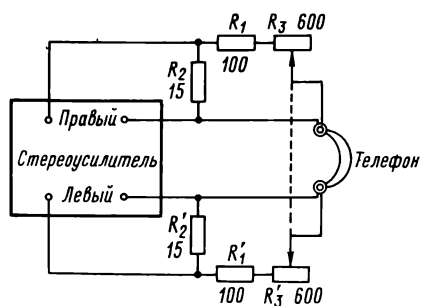 R₁ R₃ 600
R₂
15
100
Правый
Стереоусилитель
Телефон
Левый
R'₂
15
R'₁
100
R'₃ 600